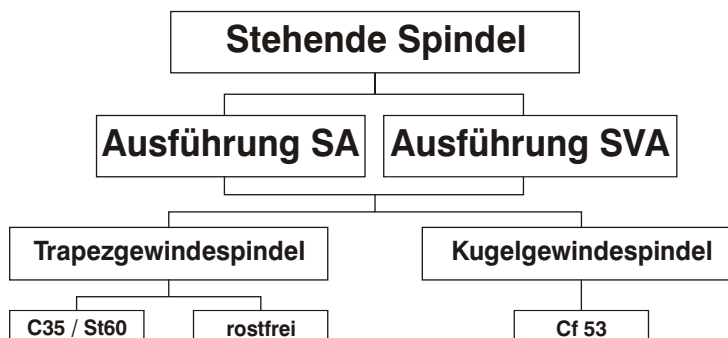 Stehende Spindel
Ausführung SA
Ausführung SVA
Trapezgewindespindel
Kugelgewindespindel
C35 / St60
rostfrei
Cf 53